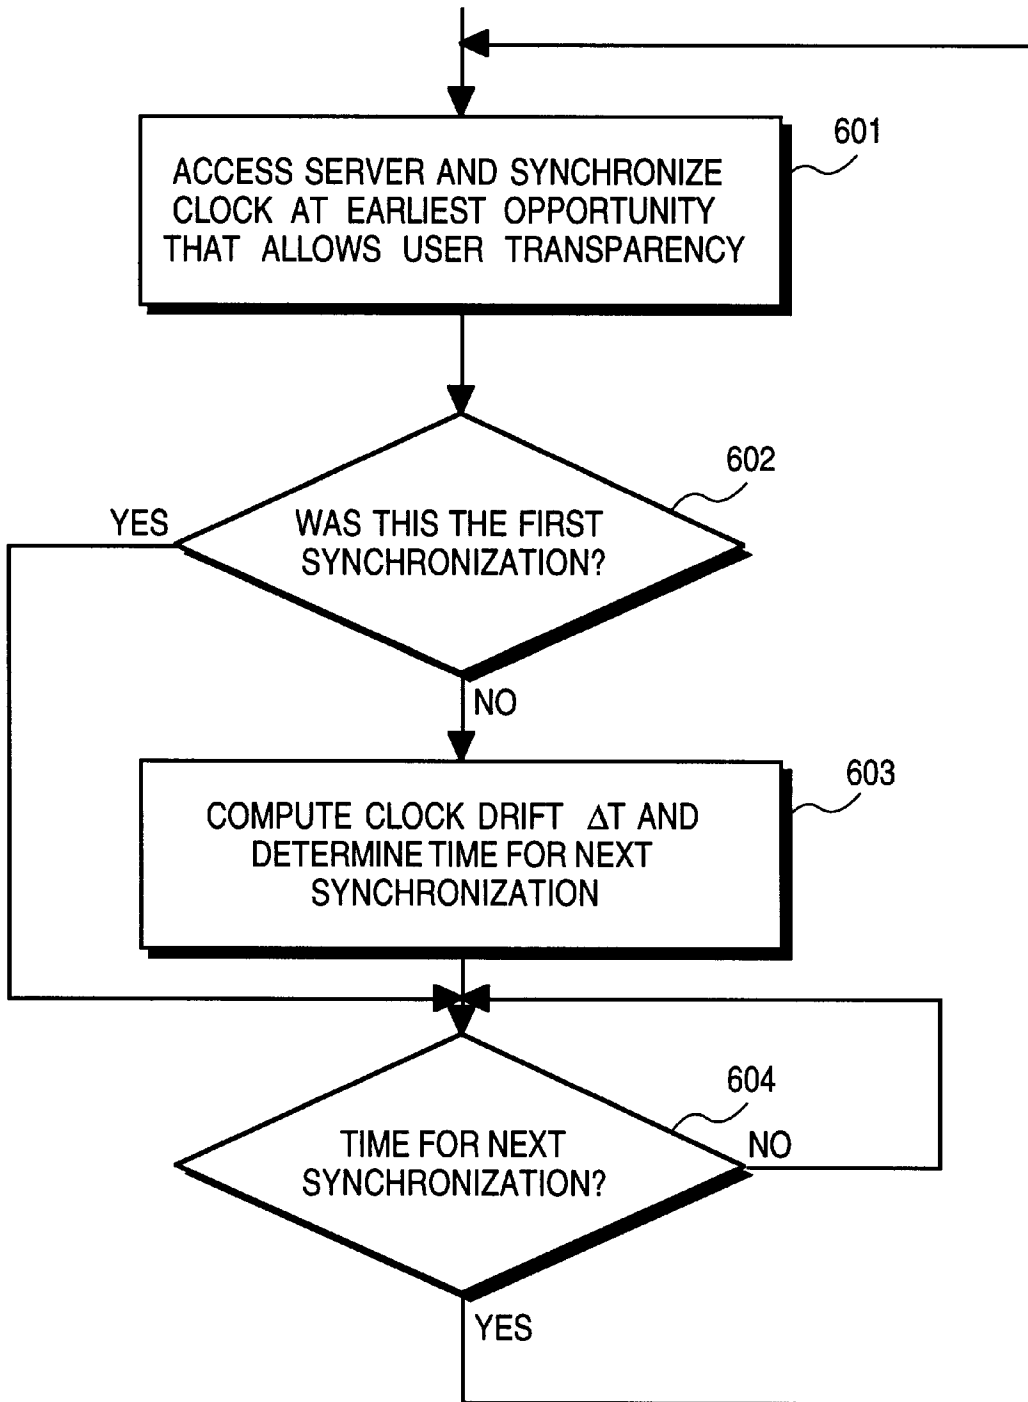 601
ACCESS SERVER AND SYNCHRONIZE
CLOCK AT EARLIEST OPPORTUNITY
THAT ALLOWS USER TRANSPARENCY
602
YES
WAS THIS THE FIRST
SYNCHRONIZATION?
NO
603
COMPUTE CLOCK DRIFT ΔT AND
DETERMINE TIME FOR NEXT
SYNCHRONIZATION
604
TIME FOR NEXT
SYNCHRONIZATION?
NO
YES